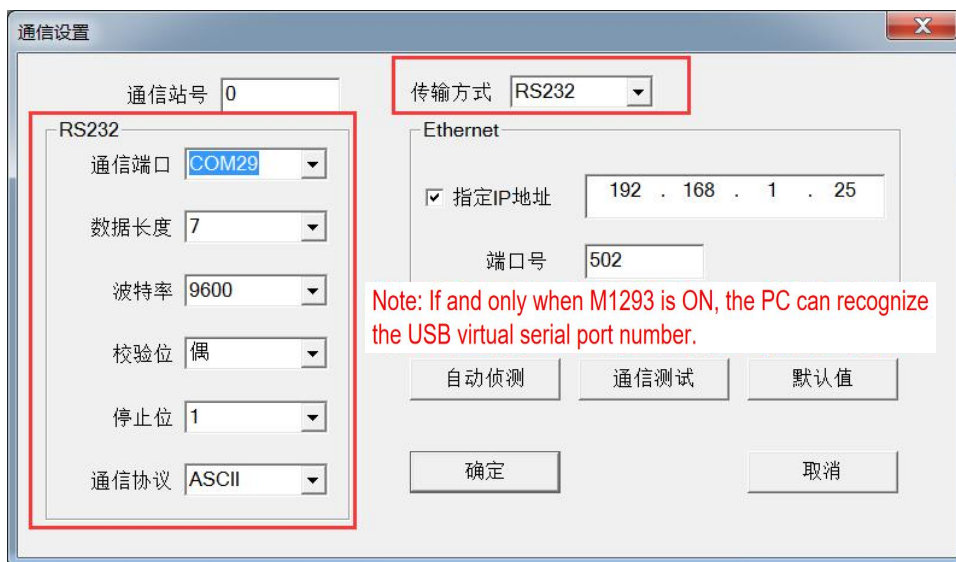 通信设置
通信站号 0
传输方式 RS232
RS232
通信端口 COM29
数据长度 7
波特率 9600
校验位 偶
停止位 1
通信协议 ASCII
Ethernet
指定IP地址 192 . 168 . 1 . 25
端口号 502
Note: If and only when M1293 is ON, the PC can recognize
the USB virtual serial port number.
自动侦测 通信测试 默认值
确定 取消